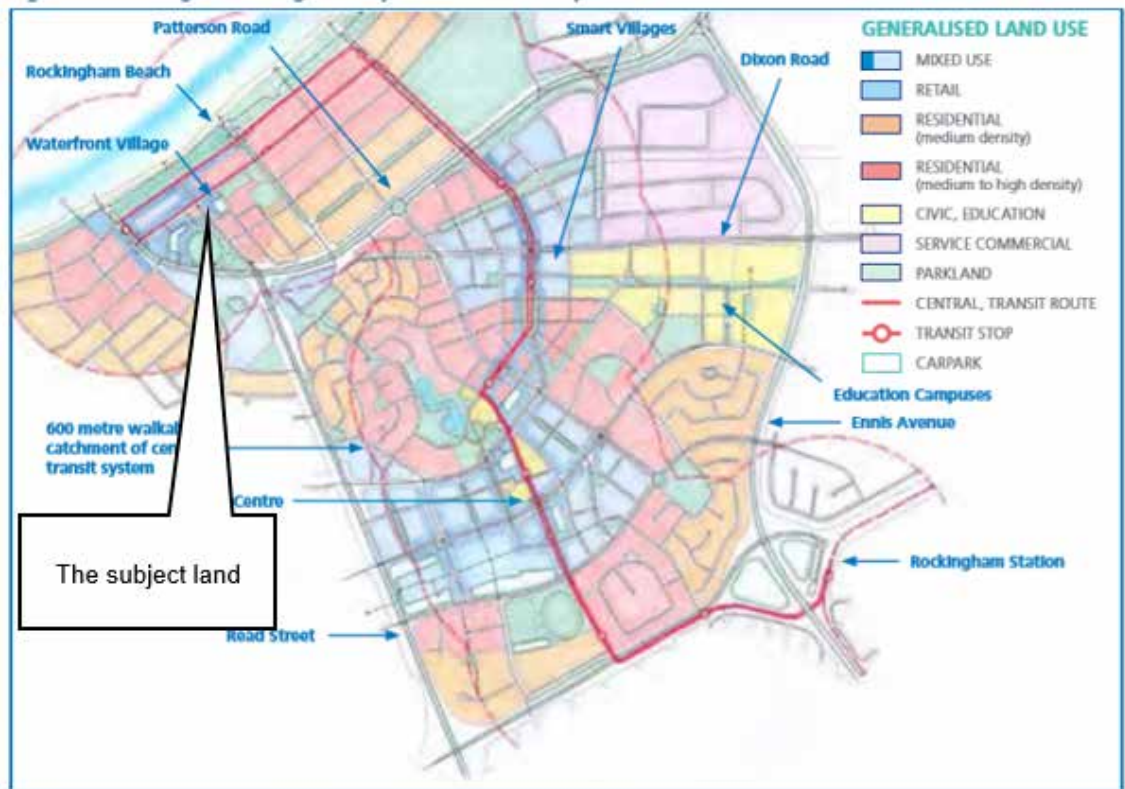 Patterson Road
Smart Villages
GENERALISED LAND USE
Rockingham Beach
Dixon Road
MIXED USE
RETAIL
Waterfront Village
RESIDENTIAL
(medium density)
RESIDENTIAL
(medium to high density)
CIVIC, EDUCATION
SERVICE COMMERCIAL
PARKLAND
CENTRAL, TRANSIT ROUTE
TRANSIT STOP
CARPARK
Education Campuses
Ennis Avenue
600 metre
catchment of
transit system
Centre
The subject land
Rockingham Station
Read Street